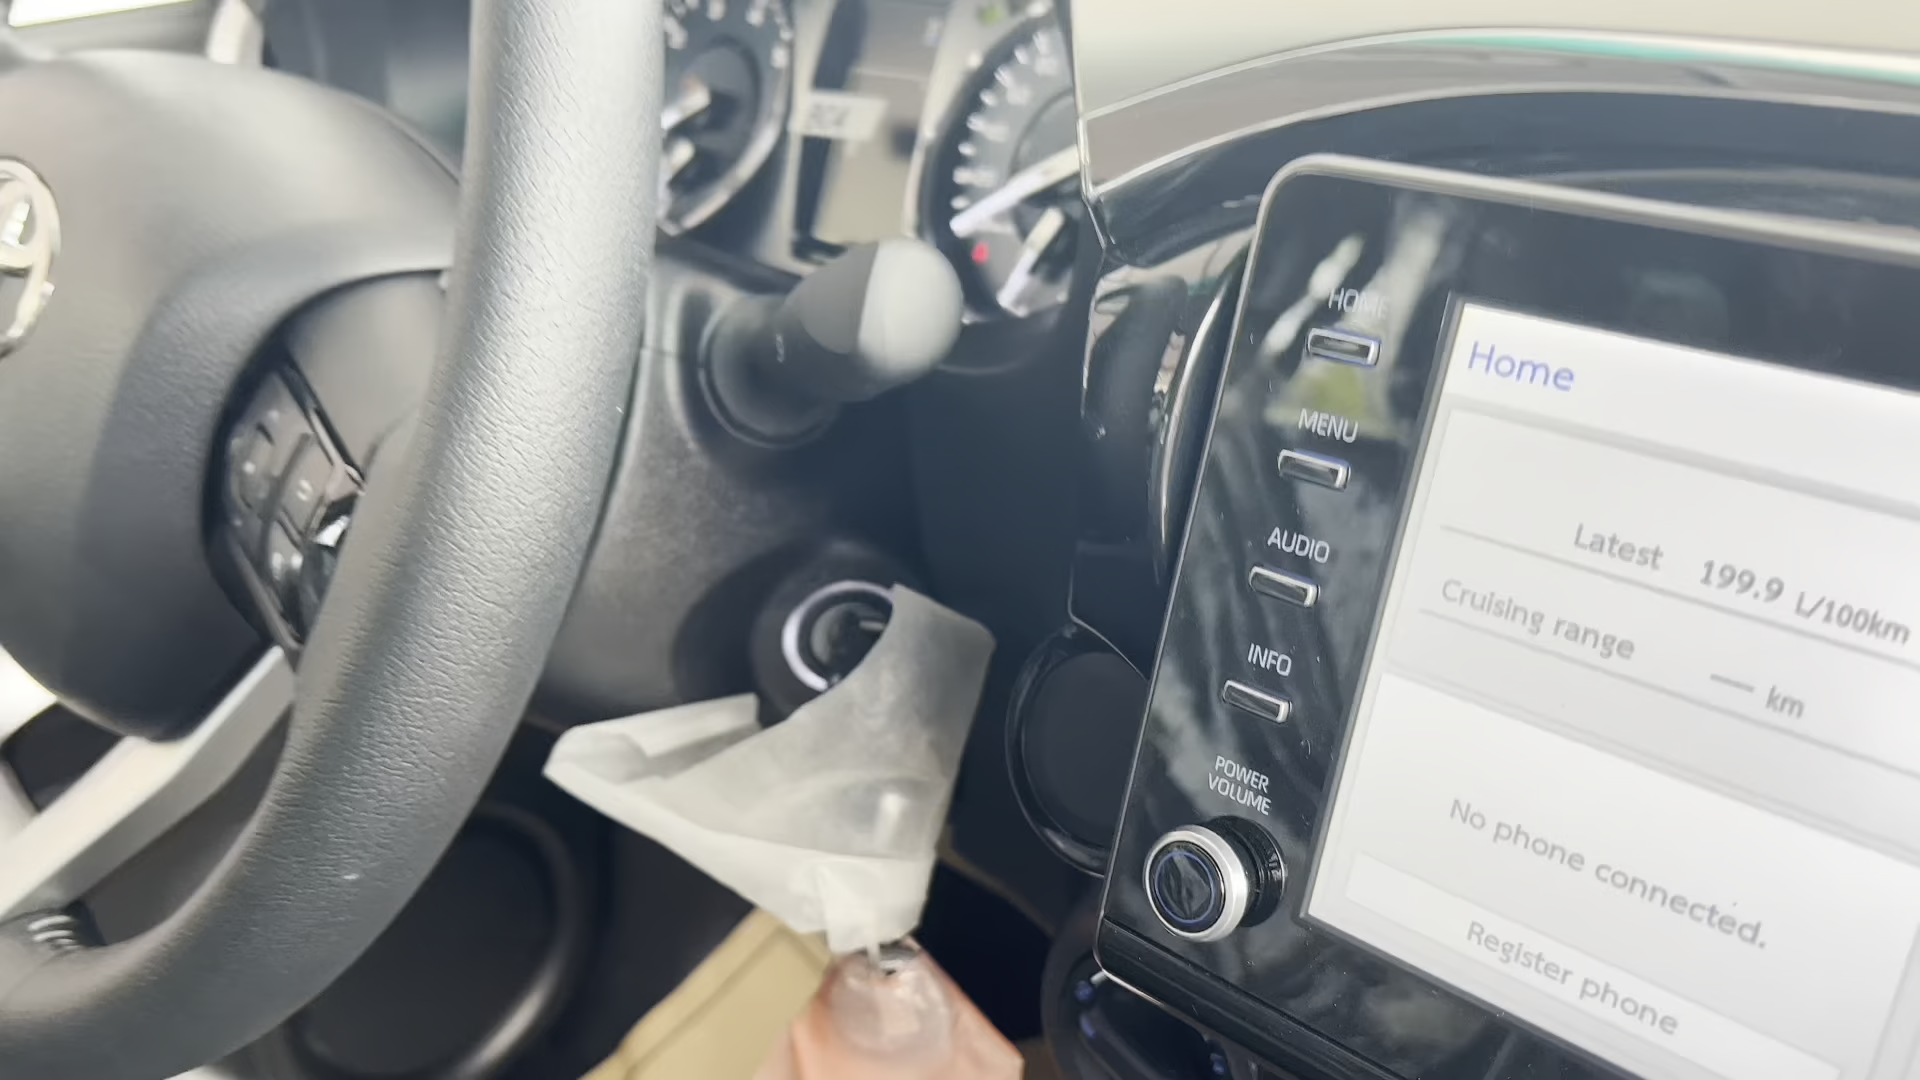 HOME
MENU
AUDIO
INFO
POWER
VOLUME
Home
Latest 199.9 L/100km
Cruising range
— km
No phone connected.
Register phone